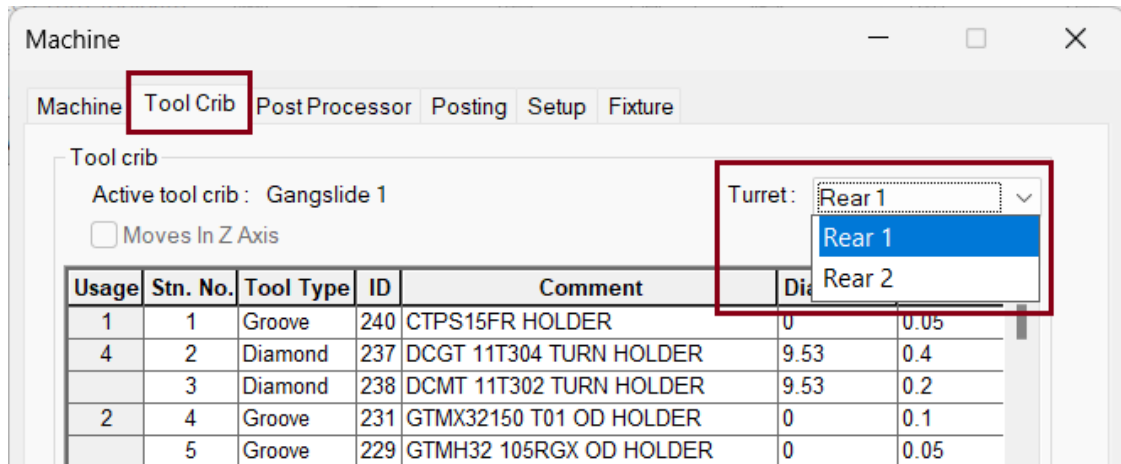 Machine
Machine Tool Crib Post Processor Posting Setup Fixture
Tool crib
Active tool crib : Gangslide 1 Turret : Rear 1
Moves In Z Axis Rear 1
Rear 2
Usage Stn. No. Tool Type ID Comment
1 1 Groove 240 CTPS15FR HOLDER 0 0.05
4 2 Diamond 237 DCGT 11T304 TURN HOLDER 9.53 0.4
3 Diamond 238 DCMT 11T302 TURN HOLDER 9.53 0.2
2 4 Groove 231 GTMX32150 T01 OD HOLDER 0 0.1
5 Groove 229 GTMH32 105RGX OD HOLDER 0 0.05